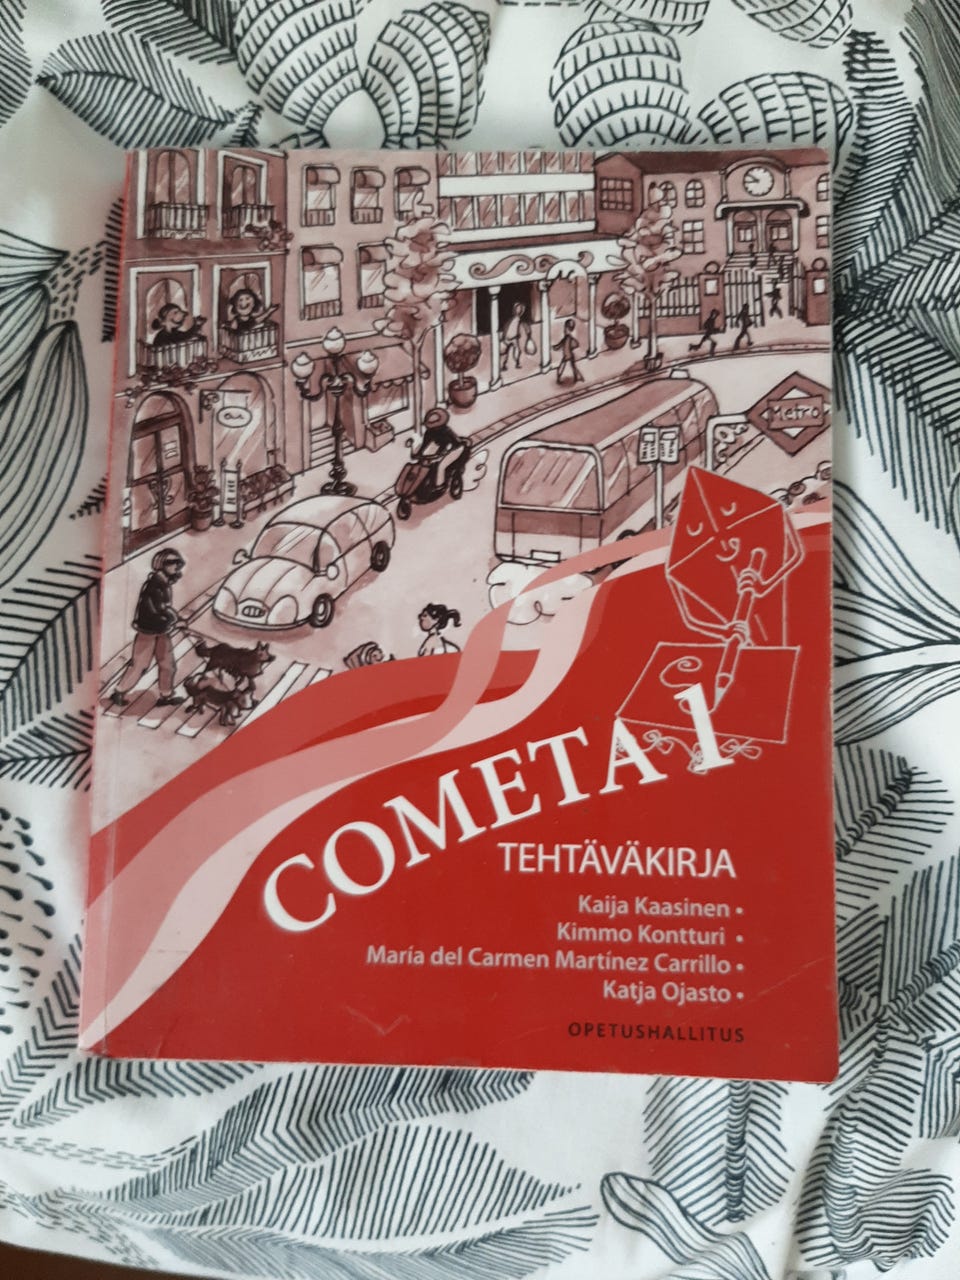 Metro
COMETA 1
TEHTÄVÄKIRJA
Kaija Kaasinen •
Kimmo Kontturi •
María del Carmen Martínez Carrillo •
Katja Ojasto •
OPETUSHALLITUS